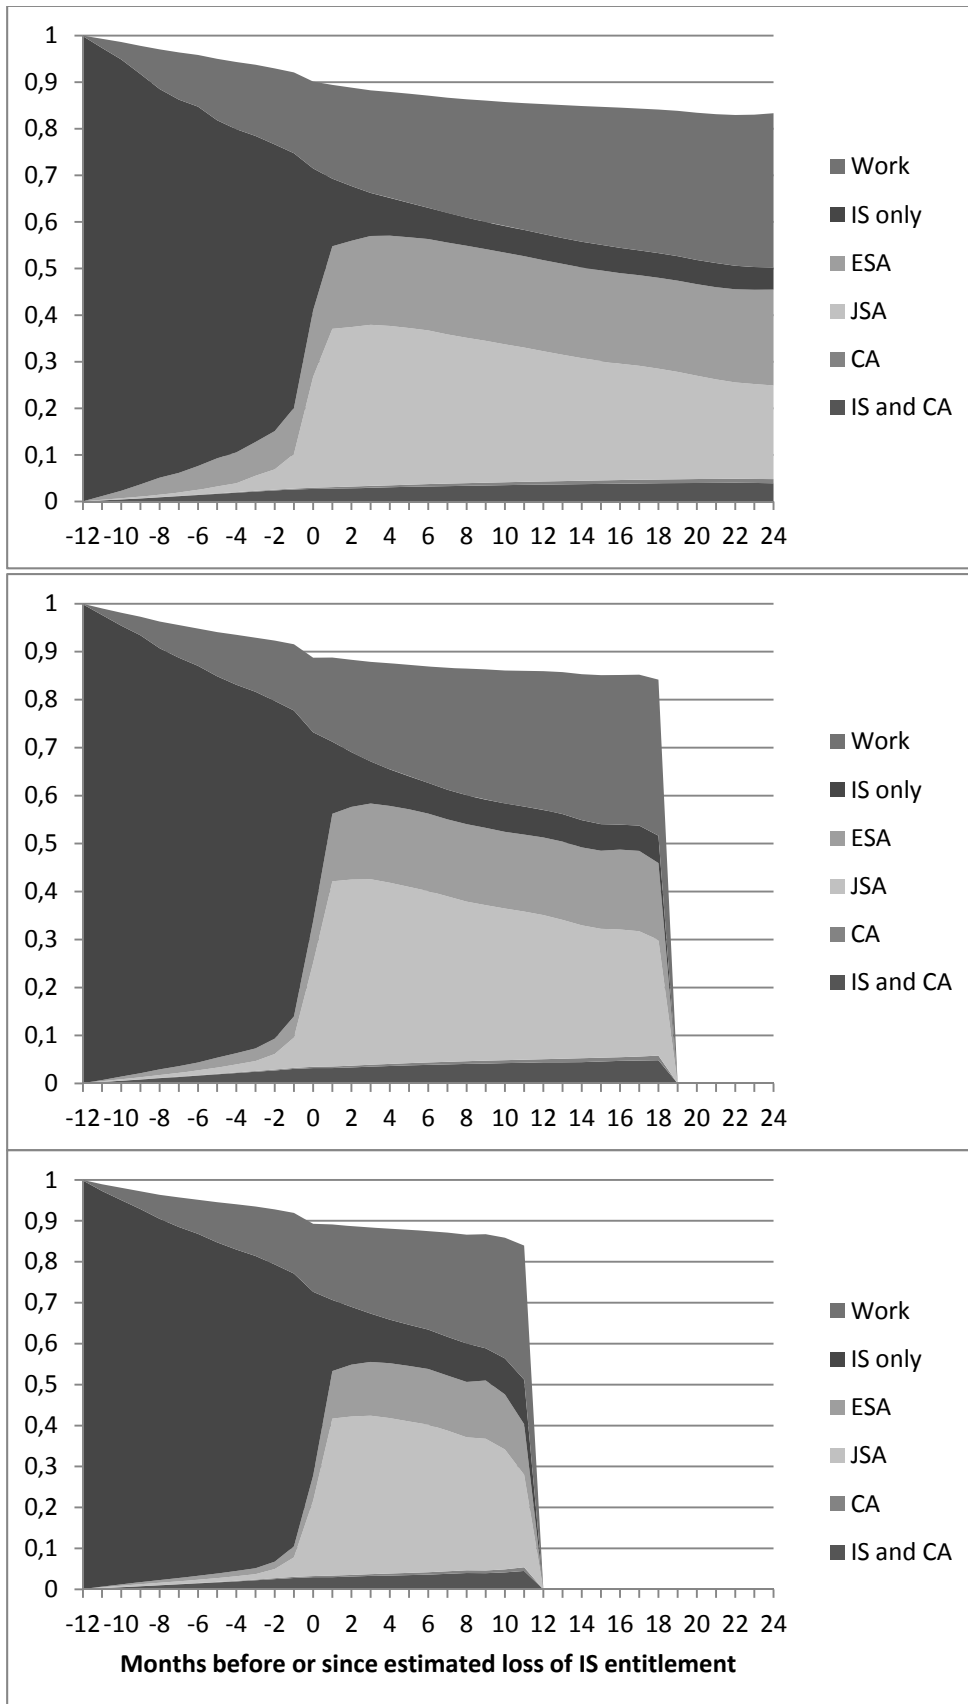 1
0,9
0,8
0,7
0,6
0,5
0,4
0,3
0,2
0,1
0
-12 -10 -8 -6 -4 -2 0 2 4 6 8 10 12 14 16 18 20 22 24
Work
IS only
ESA
JSA
CA
IS and CA
1
0,9
0,8
0,7
0,6
0,5
0,4
0,3
0,2
0,1
0
-12 -10 -8 -6 -4 -2 0 2 4 6 8 10 12 14 16 18 20 22 24
Work
IS only
ESA
JSA
CA
IS and CA
1
0,9
0,8
0,7
0,6
0,5
0,4
0,3
0,2
0,1
0
-12 -10 -8 -6 -4 -2 0 2 4 6 8 10 12 14 16 18 20 22 24
Months before or since estimated loss of IS entitlement
Work
IS only
ESA
JSA
CA
IS and CA